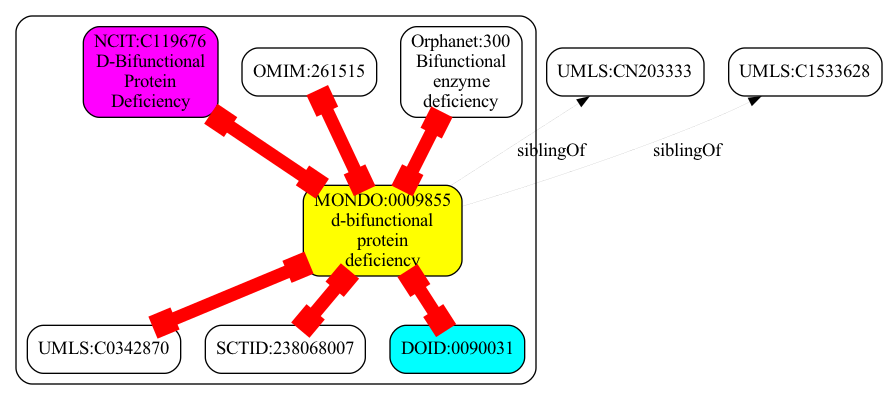 NCIT:C119676
D-Bifunctional
Protein
Deficiency
OMIM:261515
Orphanet:300
Bifunctional
enzyme
deficiency
UMLS:CN203333
UMLS:C1533628
siblingOf
siblingOf
MONDO:0009855
d-bifunctional
protein
deficiency
UMLS:C0342870
SCTID:238068007
DOID:0090031